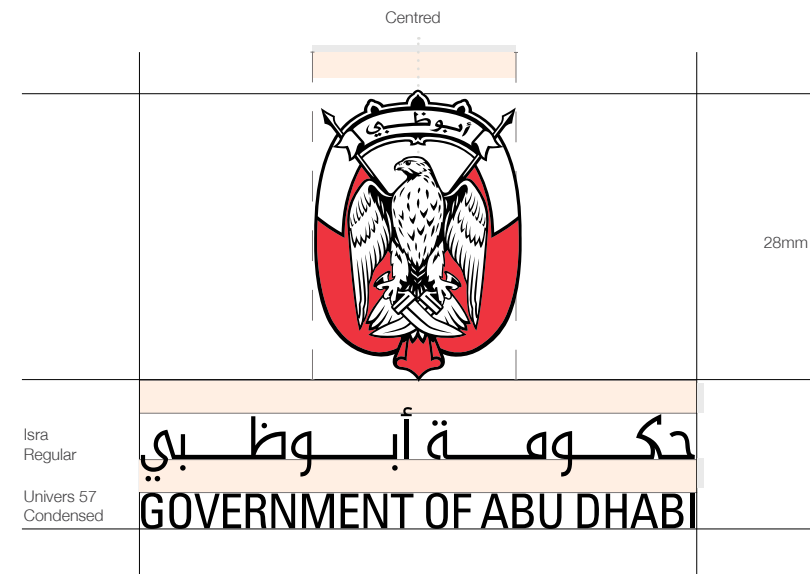 Centred
أبوظبي
28mm
Isra
Regular
حكومة أبوظبي
Univers 57
Condensed
GOVERNMENT OF ABU DHABI